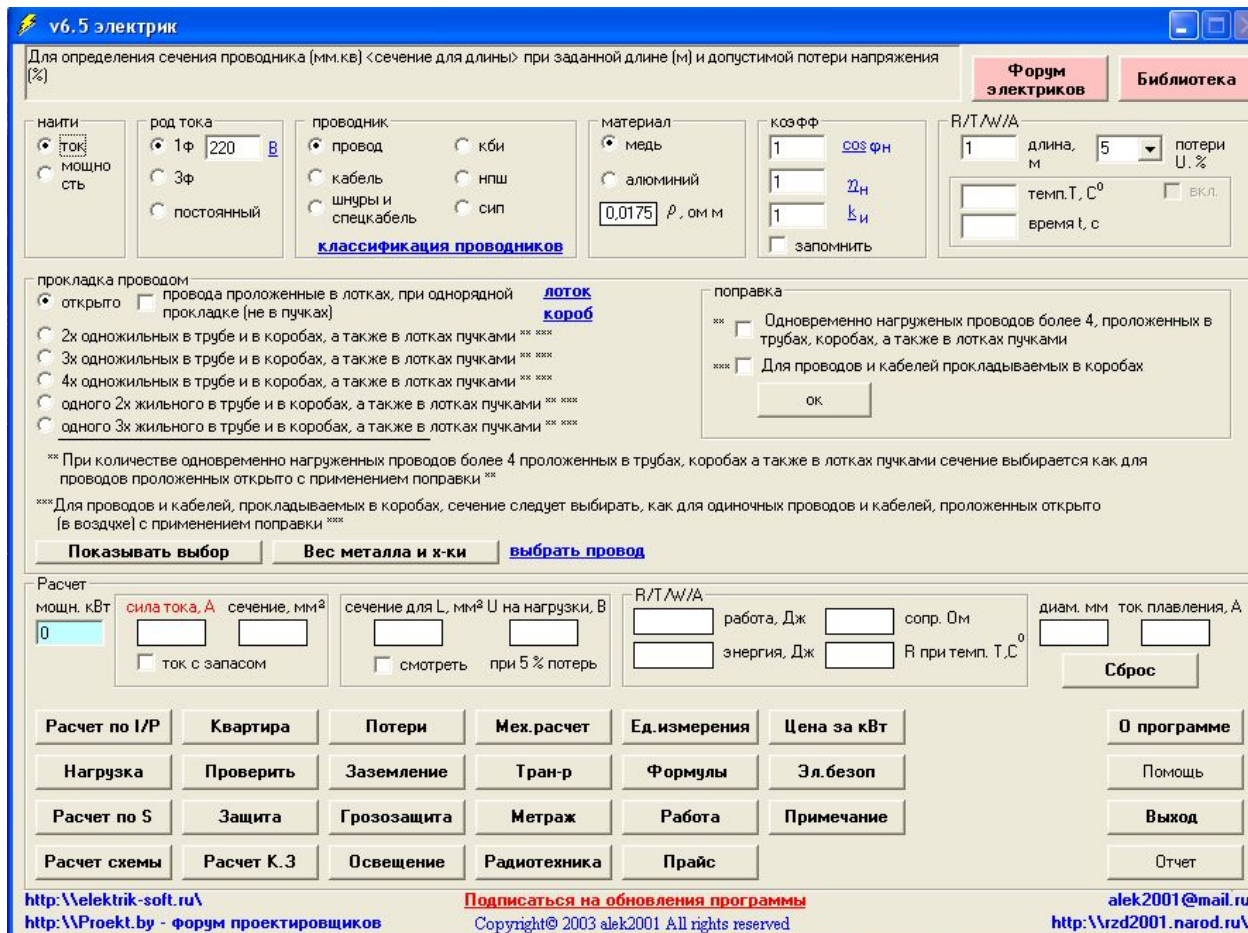 v6.5 электрик
Для определения сечения проводника (мм.кв) <сечение для длины> при заданной длине (м) и допустимой потери напряжения
(%)
Форум
электриков
Библиотека
найти
ток
мощно
сть
род тока
1ф 220 В
3ф
постоянный
проводник
провод
кабель
шнуры и
спецкабель
кби
нпш
сип
классификация проводников
материал
медь
алюминий
0,0175 ρ, ом м
коэфф
1 cos φн
1 ηн
1 kи
запомнить
R/T/W/A
1 длина,
м
5 потери
U. %
темп.T, C⁰
вкл.
время t, с
прокладка проводом
открыто
провода проложенные в лотках, при однорядной
прокладке (не в пучках)
лоток
короб
2х одножильных в трубе и в коробах, а также в лотках пучками ** ***
3х одножильных в трубе и в коробах, а также в лотках пучками ** ***
4х одножильных в трубе и в коробах, а также в лотках пучками ** ***
одного 2х жильного в трубе и в коробах, а также в лотках пучками ** ***
одного 3х жильного в трубе и в коробах, а также в лотках пучками ** ***
поправка
** Одновременно нагруженых проводов более 4, проложенных в
трубах, коробах, а также в лотках пучками
*** Для проводов и кабелей прокладываемых в коробах
ок
** При количестве одновременно нагруженных проводов более 4 проложенных в трубах, коробах а также в лотках пучками сечение выбирается как для
проводов проложенных открыто с применением поправки **
***Для проводов и кабелей, прокладываемых в коробах, сечение следует выбирать, как для одиночных проводов и кабелей, проложенных открыто
(в воздухе) с применением поправки ***
Показывать выбор
Вес металла и х-ки
выбрать провод
Расчет
мощн. кВт
0
сила тока, А
сечение, мм²
ток с запасом
сечение для L, мм²
U на нагрузки, В
смотреть
при 5 % потерь
R/T/W/A
работа, Дж
сопр. Ом
энергия, Дж
R при темп. T,C⁰
диам. мм
ток плавления, А
Сброс
Расчет по I/P
Квартира
Потери
Мех.расчет
Ед.измерения
Цена за кВт
О программе
Нагрузка
Проверить
Заземление
Тран-р
Формулы
Эл.безоп
Помощь
Расчет по S
Защита
Грозозащита
Метраж
Работа
Примечание
Выход
Расчет схемы
Расчет К.З
Освещение
Радиотехника
Прайс
Отчет
http:\\elektrik-soft.ru\
Подписаться на обновления программы
alek2001@mail.ru
http:\\Proekt.by - форум проектировщиков
Copyright© 2003 alek2001 All rights reserved
http:\\rzd2001.narod.ru\